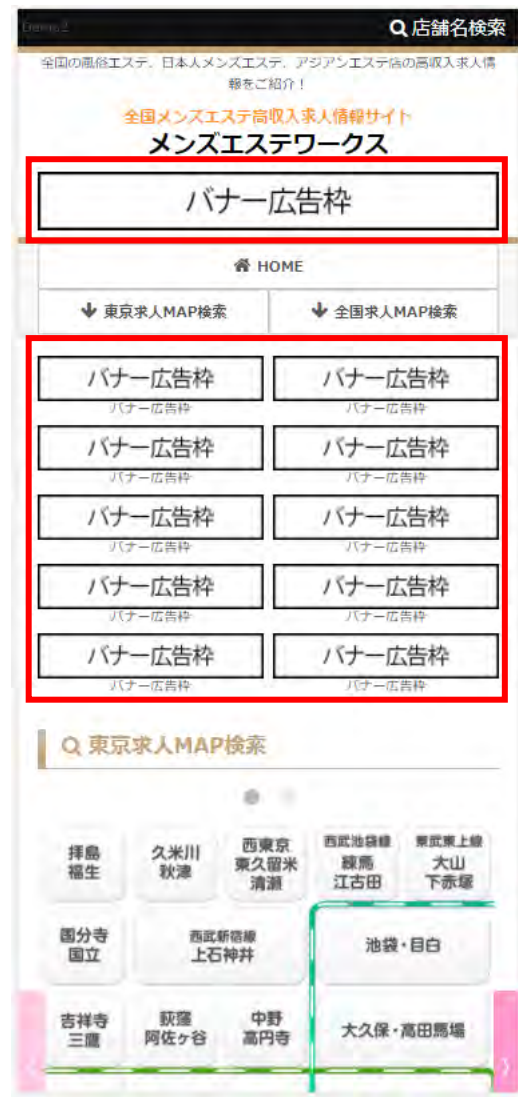 店舗名検索
全国の風俗エステ、日本人メンズエステ、アジアンエステ店の高収入求人情
報をご紹介！
全国メンズエステ高収入求人情報サイト
メンズエステワークス
バナー広告枠
HOME
東京求人MAP検索 全国求人MAP検索
バナー広告枠 バナー広告枠
バナー広告枠 バナー広告枠
バナー広告枠 バナー広告枠
バナー広告枠 バナー広告枠
バナー広告枠 バナー広告枠
バナー広告枠 バナー広告枠
バナー広告枠 バナー広告枠
バナー広告枠 バナー広告枠
バナー広告枠 バナー広告枠
バナー広告枠 バナー広告枠
東京求人MAP検索
拝島
福生
久米川
秋津
西東京
東久留米
清瀬
西武池袋線
練馬
江古田
東武東上線
大山
下赤塚
国分寺
国立
西武新宿線
上石神井
池袋・目白
吉祥寺
三鷹
荻窪
阿佐ヶ谷
中野
高円寺
大久保・高田馬場